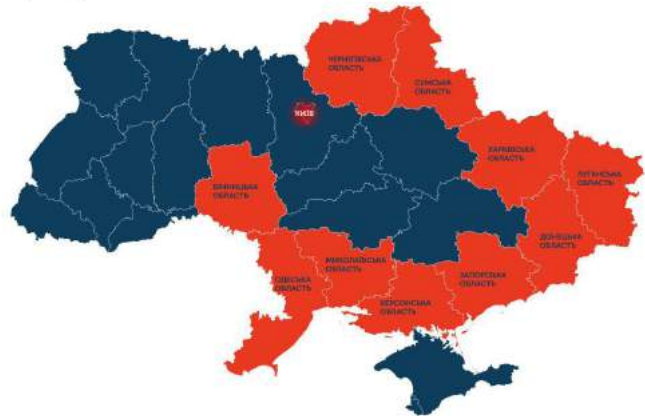 ЧЕРНІГІВСЬКА
ОБЛАСТЬ
СУМСЬКА
ОБЛАСТЬ
КИЇВ
ХАРКІВСЬКА
ОБЛАСТЬ
ЛУГАНСЬКА
ОБЛАСТЬ
ВІННИЦЬКА
ОБЛАСТЬ
ДОНЕЦЬКА
ОБЛАСТЬ
МИКОЛАЇВСЬКА
ОБЛАСТЬ
ОДЕСЬКА
ОБЛАСТЬ
ЗАПОРІЗЬКА
ОБЛАСТЬ
ХЕРСОНСЬКА
ОБЛАСТЬ